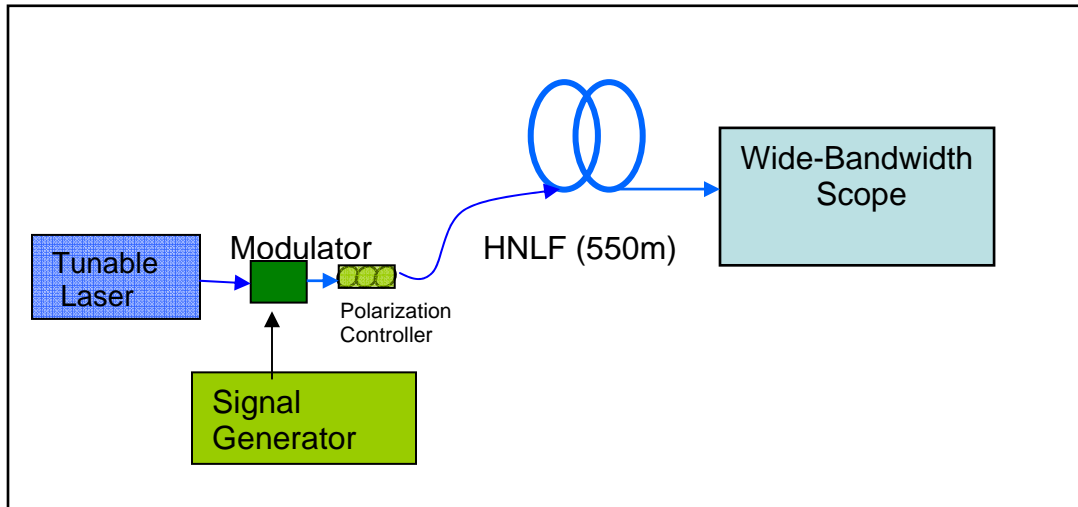 Wide-Bandwidth
Scope
Modulator
HNLF (550m)
Tunable
Laser
Polarization
Controller
Signal
Generator